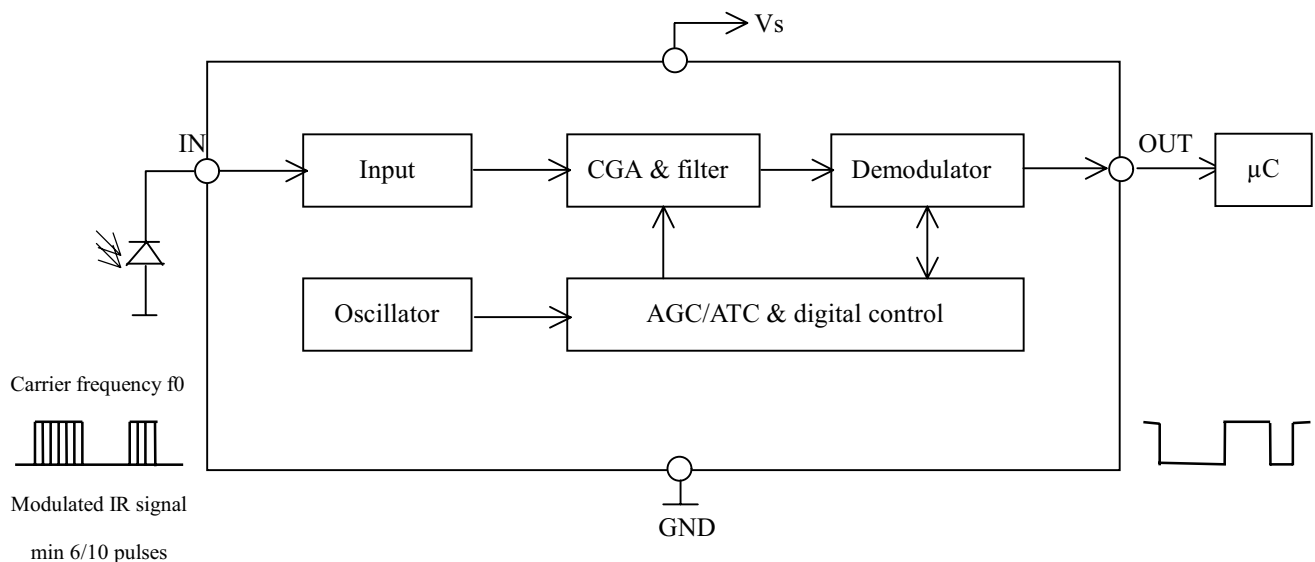 Vs
IN
OUT
Input
CGA & filter
Demodulator
µC
Oscillator
AGC/ATC & digital control
Carrier frequency f0
Modulated IR signal
min 6/10 pulses
GND